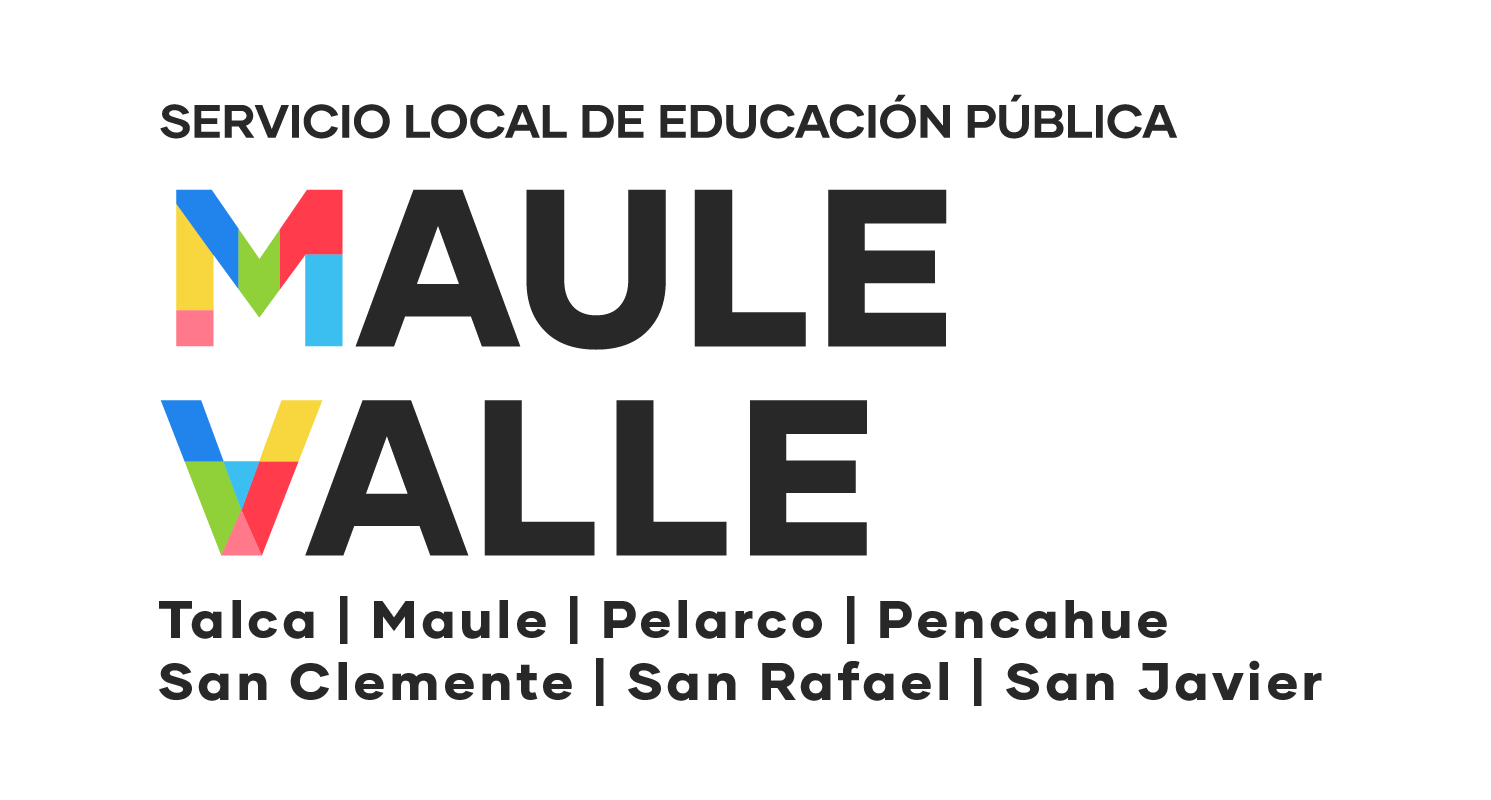 SERVICIO LOCAL DE EDUCACIÓN PÚBLICA
MAULE
VALLE
Talca | Maule | Pelarco | Pencahue
San Clemente | San Rafael | San Javier